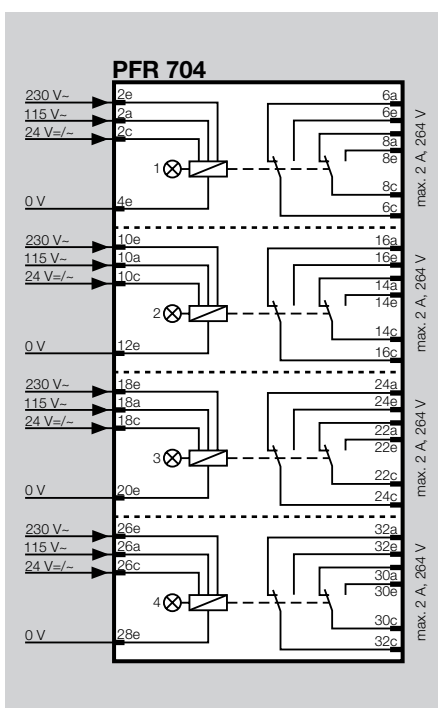 PFR 704
230 V~ 2e 6a
115 V~ 2a 6e
24 V=/~ 2c 8a
8e
1
8c
0 V 4e 6c
max. 2 A, 264 V
230 V~ 10e 16a
115 V~ 10a 16e
24 V=/~ 10c 14a
14e
2
14c
0 V 12e 16c
max. 2 A, 264 V
230 V~ 18e 24a
115 V~ 18a 24e
24 V=/~ 18c 22a
22e
3
22c
0 V 20e 24c
max. 2 A, 264 V
230 V~ 26e 32a
115 V~ 26a 32e
24 V=/~ 26c 30a
30e
4
30c
0 V 28e 32c
max. 2 A, 264 V